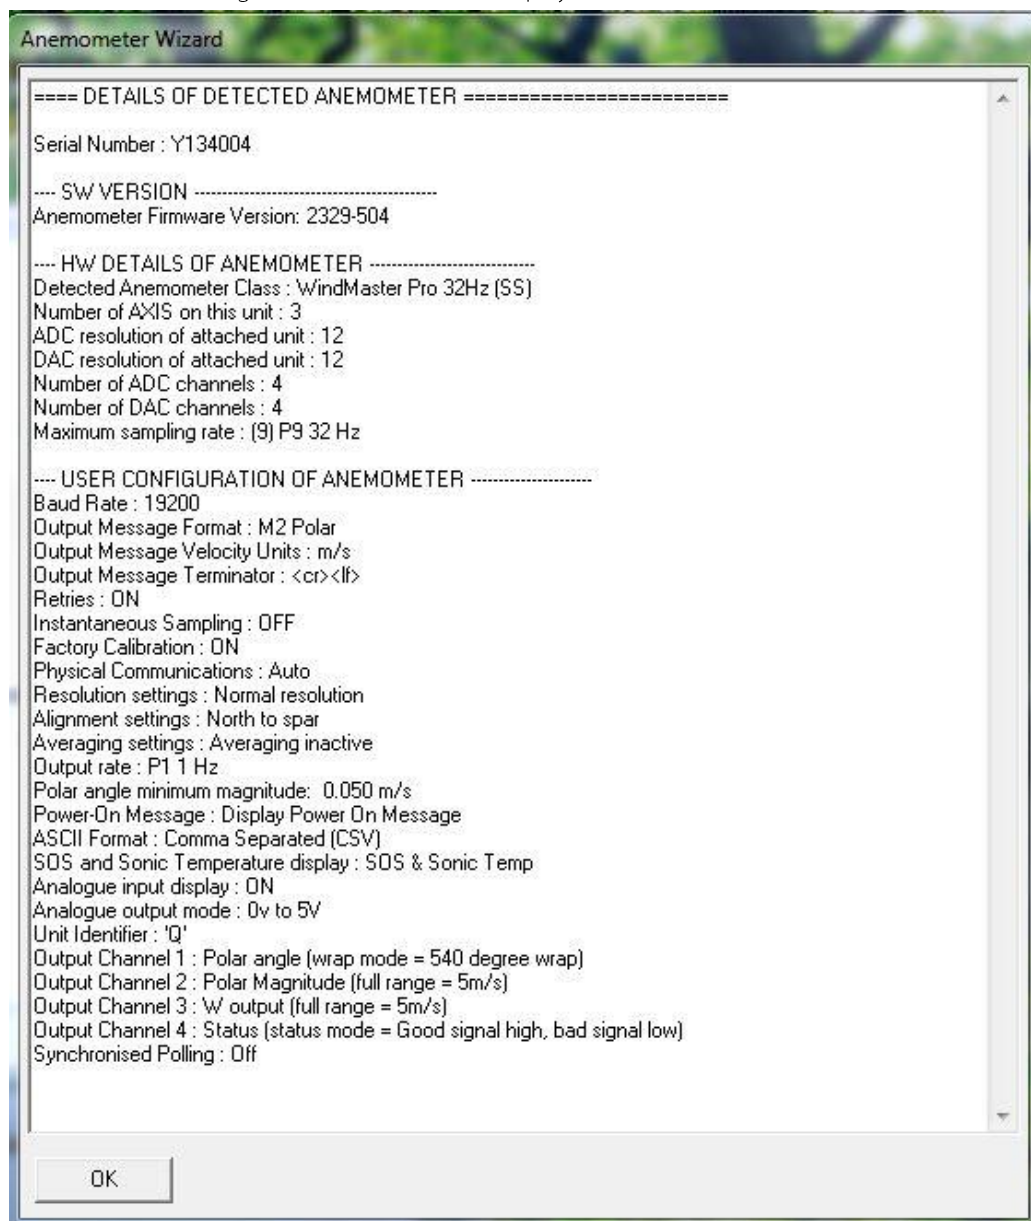 Anemometer Wizard
==== DETAILS OF DETECTED ANEMOMETER ========================
Serial Number : Y134004
---- SW VERSION --------------------------------------------
Anemometer Firmware Version: 2329-504
---- HW DETAILS OF ANEMOMETER ------------------------------
Detected Anemometer Class : WindMaster Pro 32Hz (SS)
Number of AXIS on this unit : 3
ADC resolution of attached unit : 12
DAC resolution of attached unit : 12
Number of ADC channels : 4
Number of DAC channels : 4
Maximum sampling rate : (9) P9 32 Hz
---- USER CONFIGURATION OF ANEMOMETER ----------------------
Baud Rate : 19200
Output Message Format : M2 Polar
Output Message Velocity Units : m/s
Output Message Terminator : <cr><lf>
Retries : ON
Instantaneous Sampling : OFF
Factory Calibration : ON
Physical Communications : Auto
Resolution settings : Normal resolution
Alignment settings : North to spar
Averaging settings : Averaging inactive
Output rate : P1 1 Hz
Polar angle minimum magnitude:  0.050 m/s
Power-On Message : Display Power On Message
ASCII Format : Comma Separated (CSV)
SOS and Sonic Temperature display : SOS & Sonic Temp
Analogue input display : ON
Analogue output mode : 0v to 5V
Unit Identifier : 'Q'
Output Channel 1 : Polar angle (wrap mode = 540 degree wrap)
Output Channel 2 : Polar Magnitude (full range = 5m/s)
Output Channel 3 : W output (full range = 5m/s)
Output Channel 4 : Status (status mode = Good signal high, bad signal low)
Synchronised Polling : Off
OK